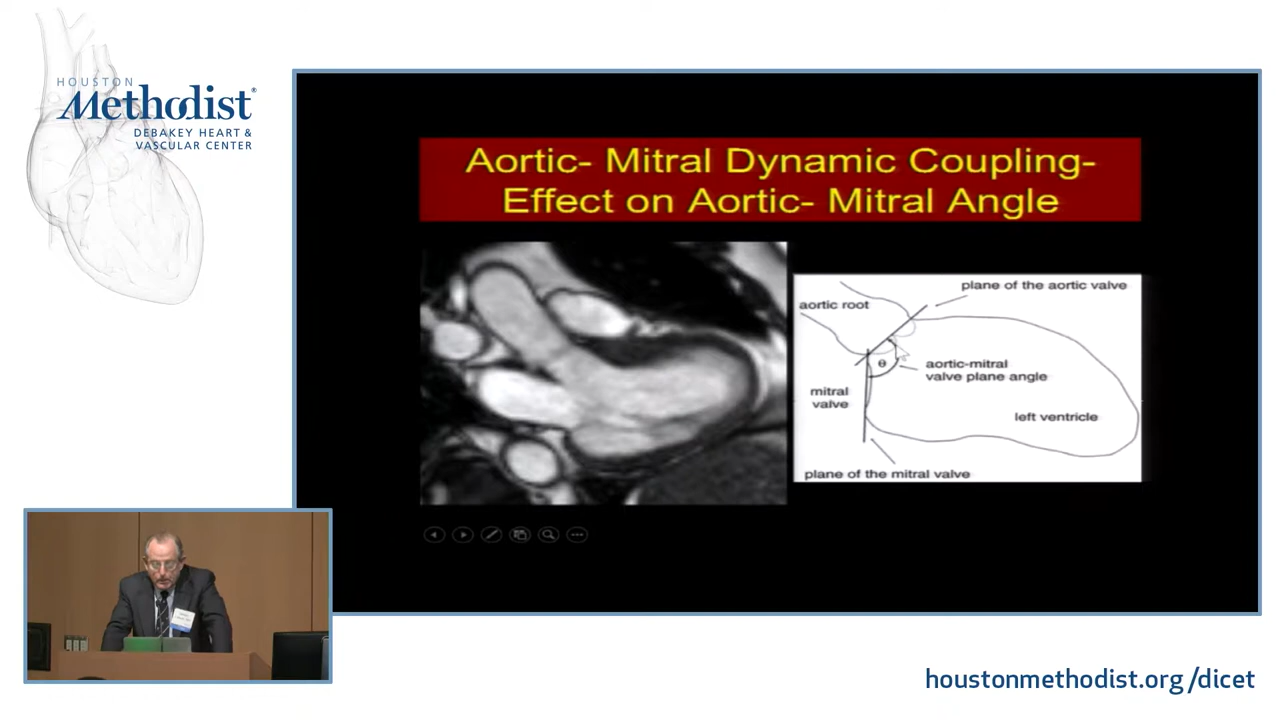 HOUSTON
Methodist®
DEBAKEY HEART &
VASCULAR CENTER
Aortic- Mitral Dynamic Coupling-
Effect on Aortic- Mitral Angle
plane of the aortic valve
aortic root
θ
aortic-mitral
valve plane angle
mitral
valve
left ventricle
plane of the mitral valve
houstonmethodist.org/dicet